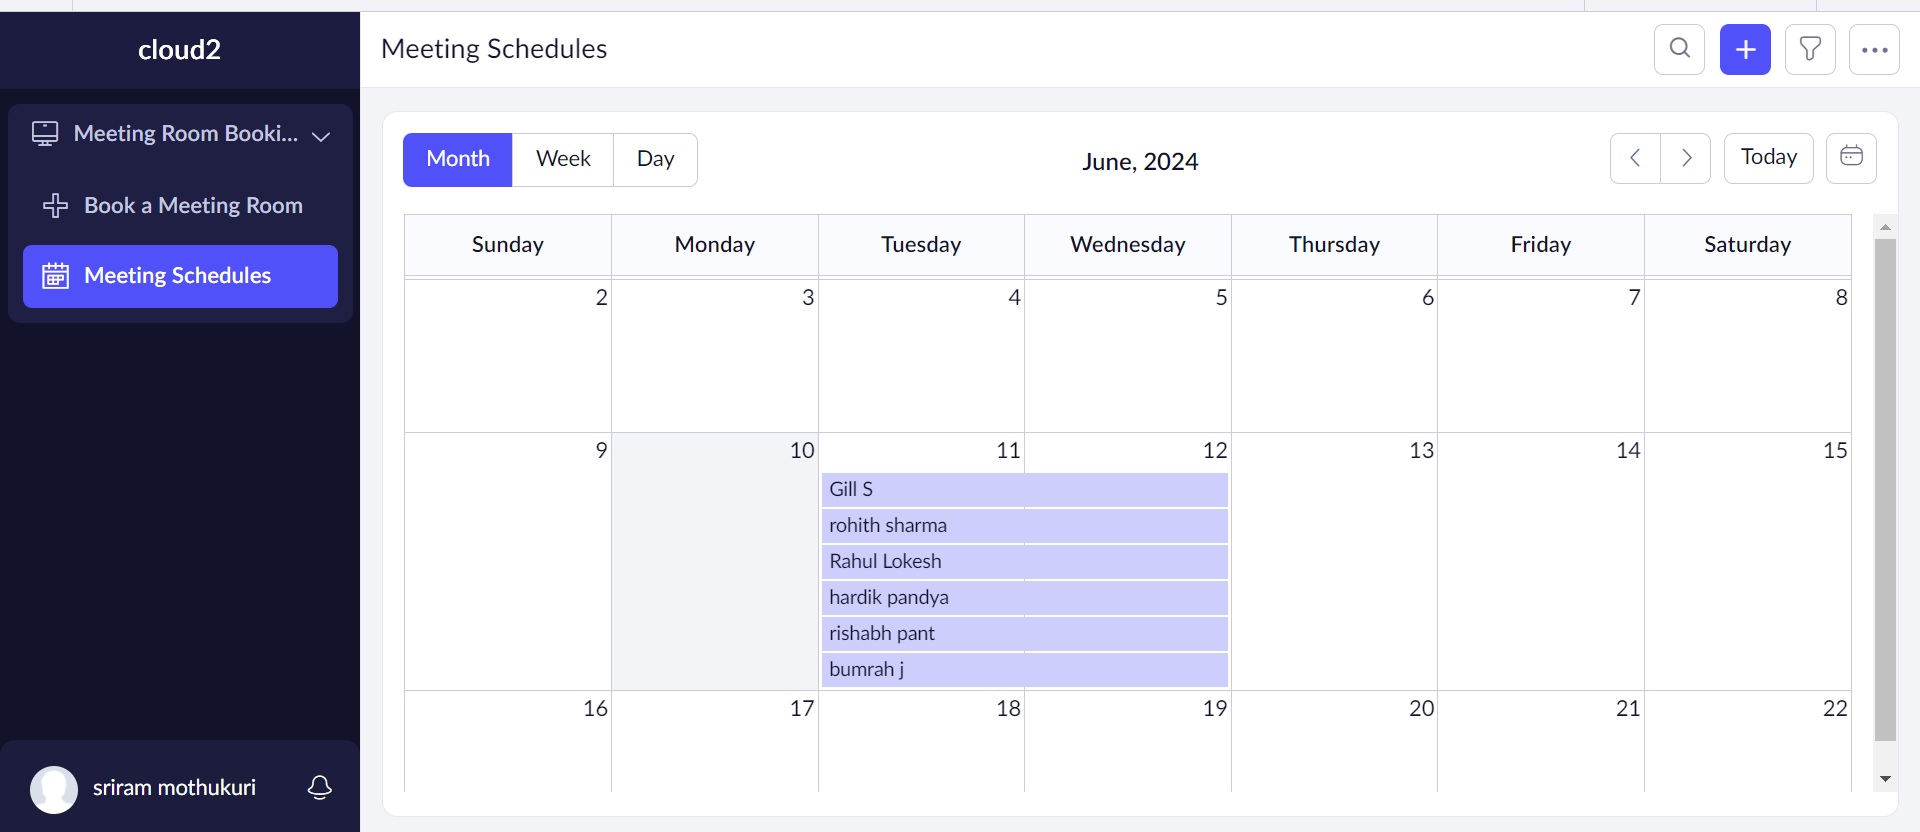 cloud2
Meeting Room Booki...
Book a Meeting Room
Meeting Schedules
sriram mothukuri
Meeting Schedules
Month Week Day
June, 2024
Today
Sunday Monday Tuesday Wednesday Thursday Friday Saturday
2 3 4 5 6 7 8
9 10 11 12 13 14 15
Gill S
rohith sharma
Rahul Lokesh
hardik pandya
rishabh pant
bumrah j
16 17 18 19 20 21 22